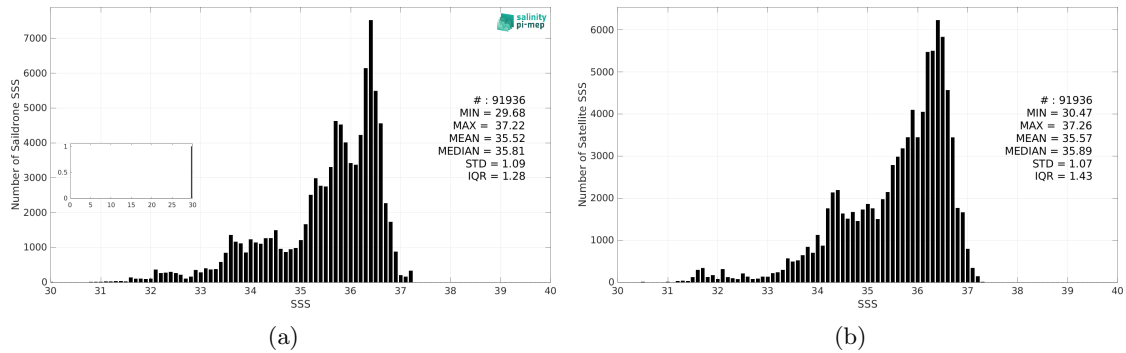 salinity
pi-mep
Number of Saildrone SSS
7000
6000
5000
4000
3000
2000
1000
0
# : 91936
MIN = 29.68
MAX = 37.22
MEAN = 35.52
MEDIAN = 35.81
STD = 1.09
IQR = 1.28
1
0.5
0
0 5 10 15 20 25 30
30 31 32 33 34 35 36 37 38 39 40
SSS
(a)
Number of Satellite SSS
6000
5000
4000
3000
2000
1000
0
# : 91936
MIN = 30.47
MAX = 37.26
MEAN = 35.57
MEDIAN = 35.89
STD = 1.07
IQR = 1.43
30 31 32 33 34 35 36 37 38 39 40
SSS
(b)